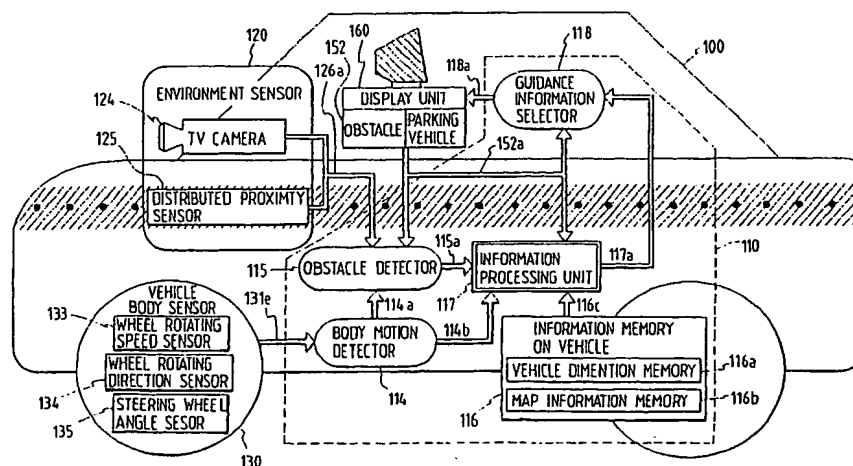 160
152
120
126a
118
118a
100
124
ENVIRONMENT SENSOR
DISPLAY UNIT
GUIDANCE
INFORMATION
SELECTOR
TV CAMERA
OBSTACLE
PARKING
VEHICLE
125
152a
DISTRIBUTED PROXIMTY
SENSOR
110
115a
115
OBSTACLE DETECTOR
INFORMATION
PROCESSING UNIT
117a
117
VEHICLE
BODY SENSOR
131e
114a
116c
133
WHEEL ROTATING
SPEED SENSOR
BODY MOTION
DETECTOR
114b
INFORMATION MEMORY
ON VEHICLE
WHEEL ROTATING
DIRECTION SENSOR
VEHICLE DIMENTION MEMORY
116a
134
114
STEERING WHEEL
ANGLE SESOR
116
MAP INFORMATION MEMORY
116b
135
130